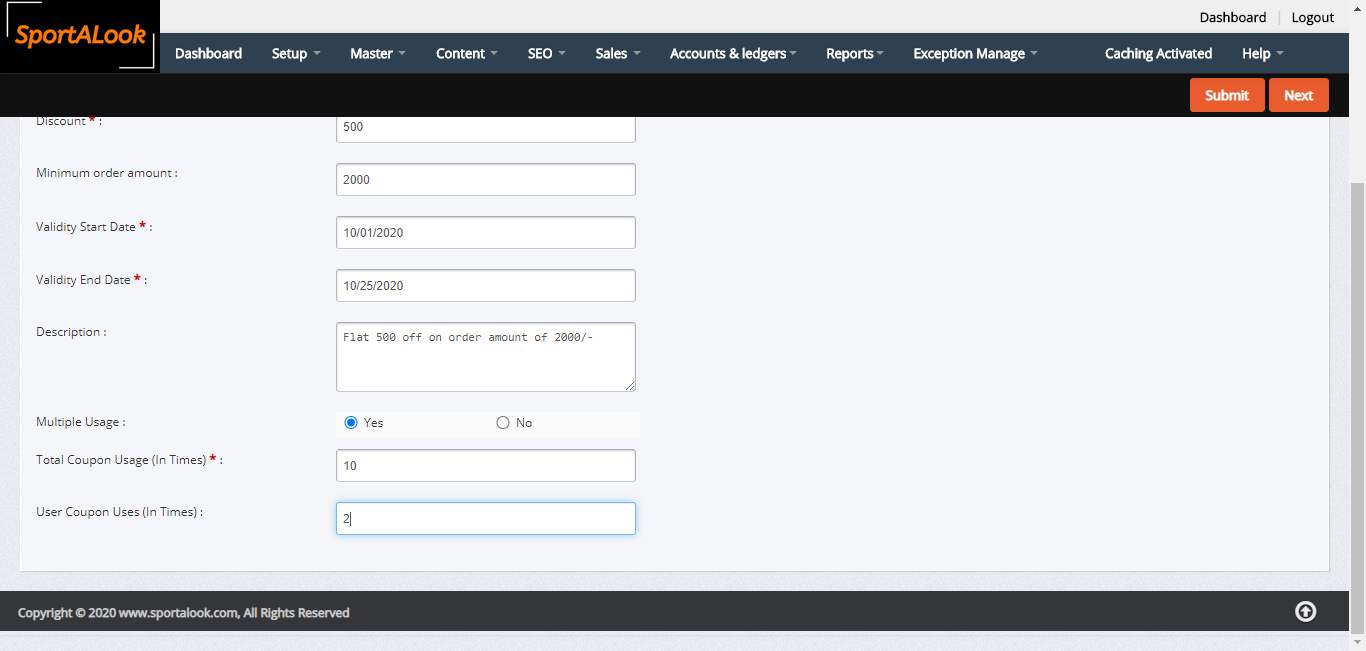 Dashboard Logout
SportALook
Dashboard Setup Master Content SEO Sales Accounts & ledgers Reports Exception Manage Caching Activated Help
Submit Next
Discount * : 500
Minimum order amount : 2000
Validity Start Date * : 10/01/2020
Validity End Date * : 10/25/2020
Description : Flat 500 off on order amount of 2000/-
Multiple Usage : Yes No
Total Coupon Usage (In Times) * : 10
User Coupon Uses (In Times) : 2
Copyright © 2020 www.sportalook.com, All Rights Reserved